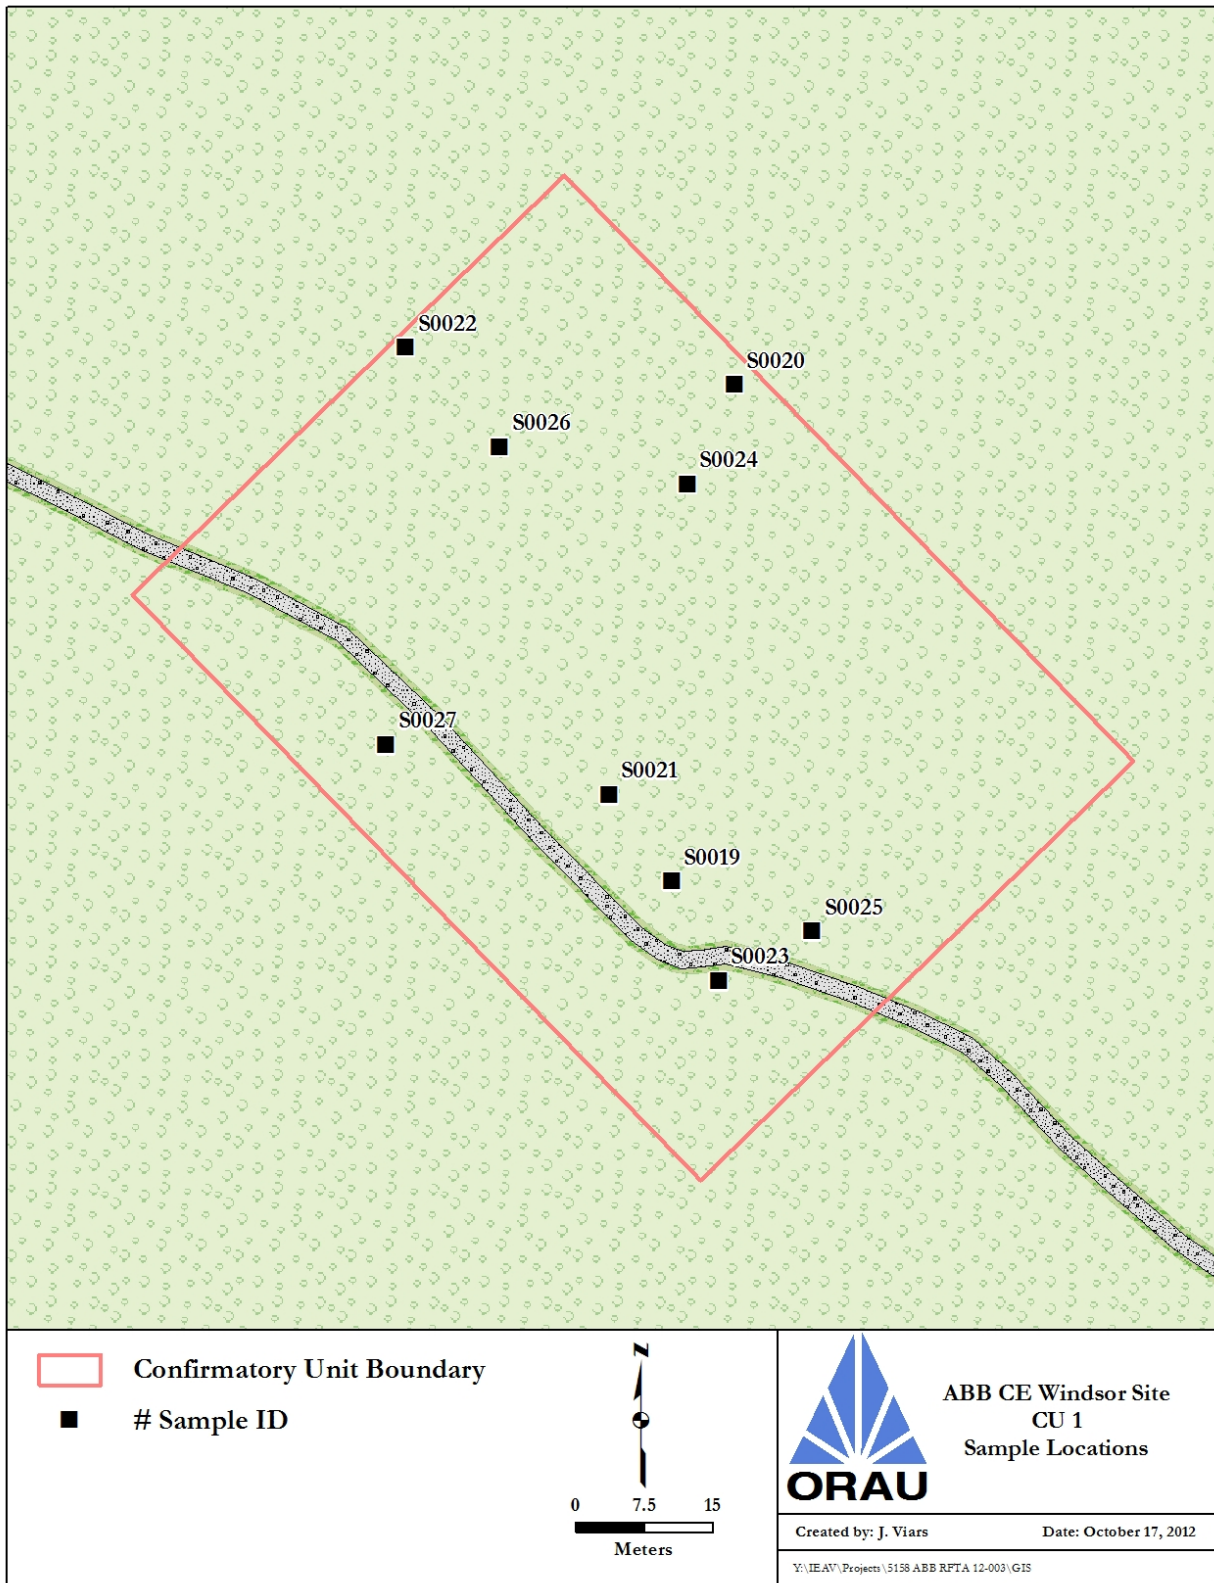 S0022
S0020
S0026
S0024
S0027
S0021
S0019
S0025
S0023
Confirmatory Unit Boundary
# Sample ID
N
0 7.5 15
Meters
ORAU
ABB CE Windsor Site
CU 1
Sample Locations
Created by: J. Viars Date: October 17, 2012
Y:\IEAV\Projects\5158 ABB RFTA 12-003\GIS